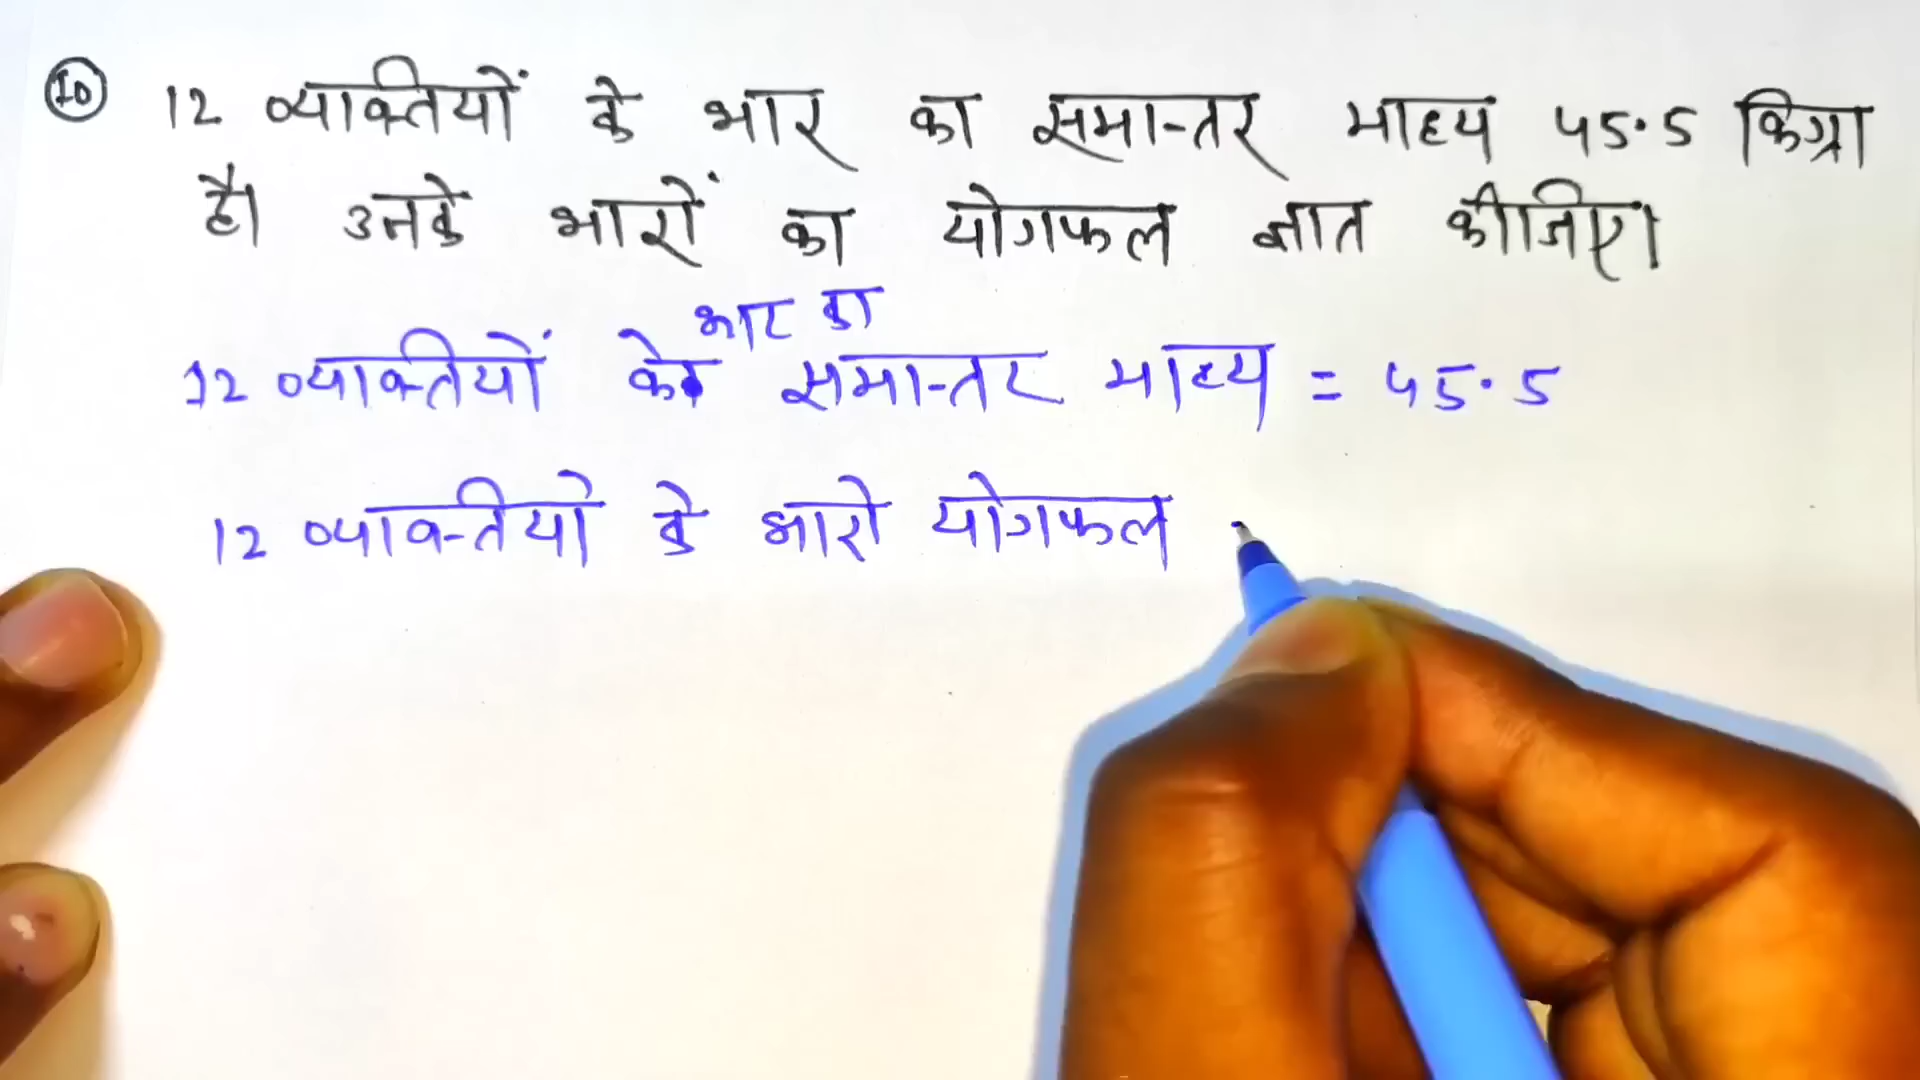 10 12 व्यक्तियों के भार का समान्तर माध्य 45.5 किग्रा
है। उनके भारों का योगफल ज्ञात कीजिए।
भार का
12 व्यक्तियों के समान्तर माध्य = 45.5
12 व्यक्तियो के भारो योगफल